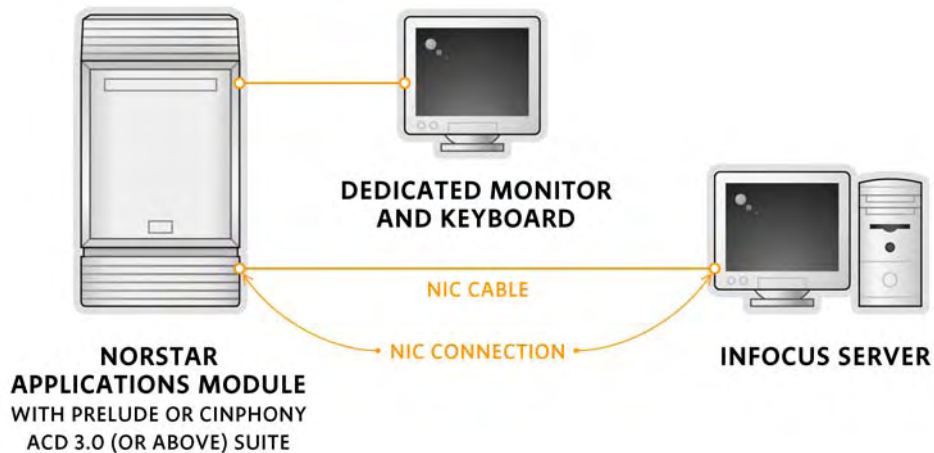 DEDICATED MONITOR
AND KEYBOARD
NIC CABLE
NIC CONNECTION
NORSTAR
APPLICATIONS MODULE
WITH PRELUDE OR CINPHONY
ACD 3.0 (OR ABOVE) SUITE
INFOCUS SERVER